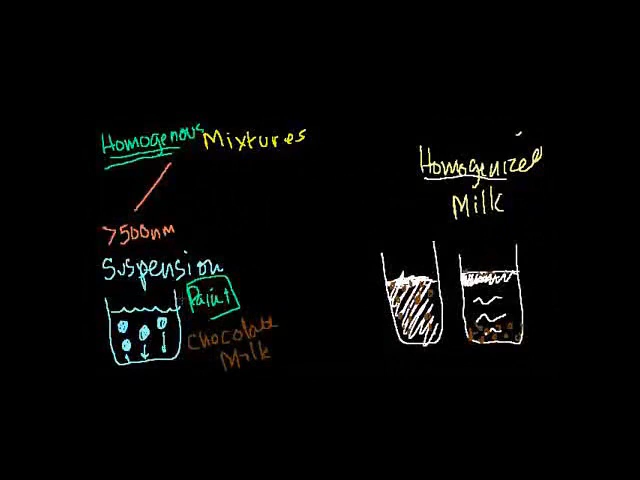 Homogenous Mixtures
>500nm
Suspension
Paint
Chocolate
Milk
Homogenized
Milk